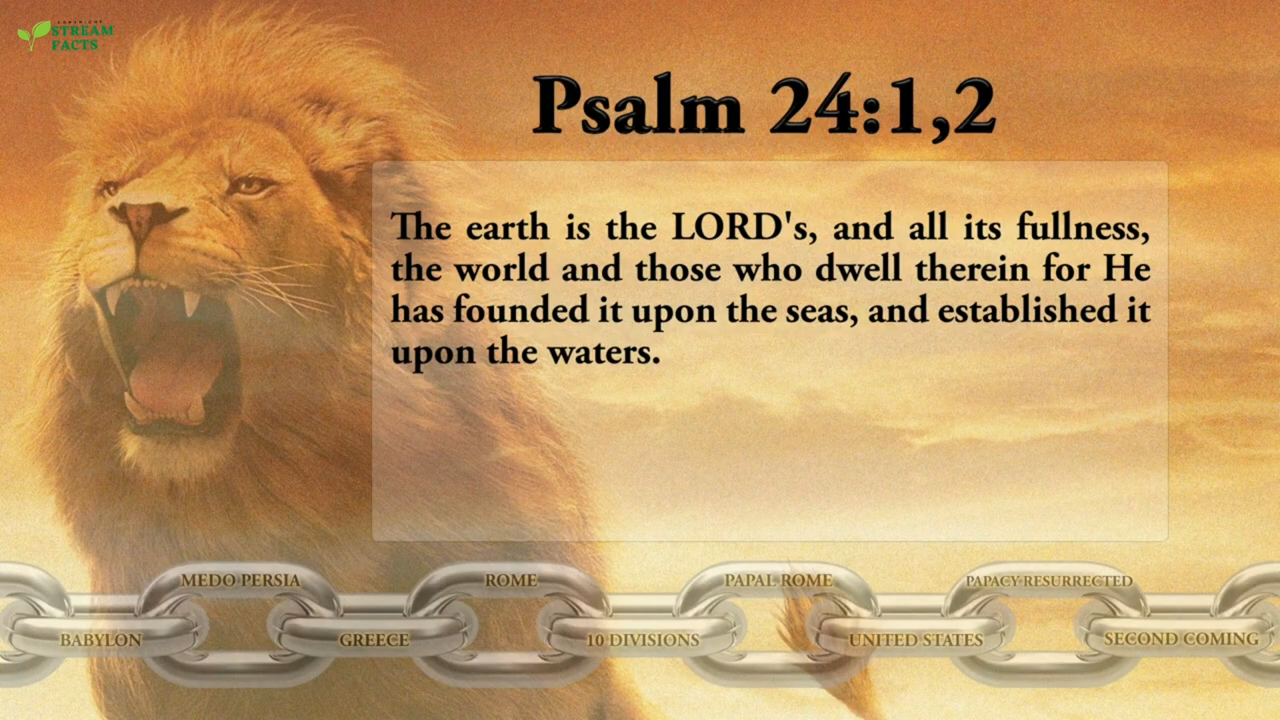 COPYRIGHT
STREAM
FACTS
Psalm 24:1,2
The earth is the LORD's, and all its fullness,
the world and those who dwell therein for He
has founded it upon the seas, and established it
upon the waters.
MEDO PERSIA ROME PAPAL ROME PAPACY RESURRECTED
BABYLON GREECE 10 DIVISIONS UNITED STATES SECOND COMING